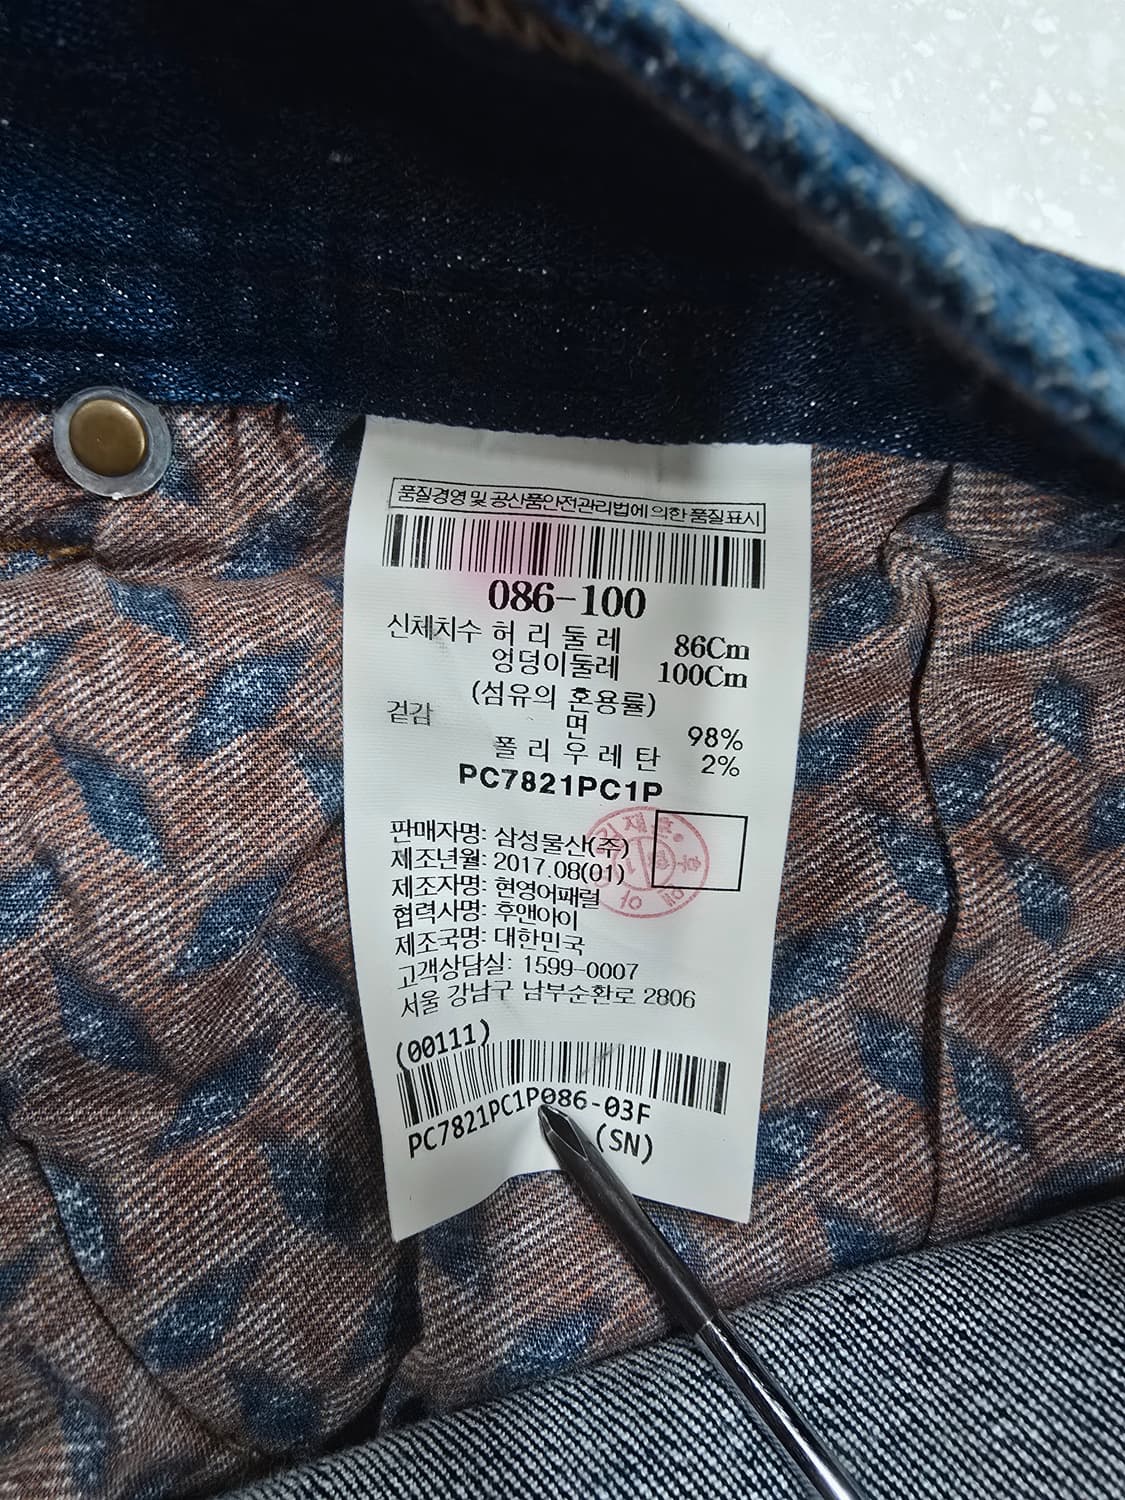 품질경영 및 공산품안전관리법에 의한 품질표시
086-100
신체치수 허 리 둘 레 86Cm
엉덩이둘레 100Cm
(섬유의 혼용률)
겉감 면 98%
폴 리 우 레 탄 2%
PC7821PC1P
판매자명: 삼성물산(주)
제조년월: 2017.08(01)
제조자명: 현영어패럴
협력사명: 후앤아이
제조국명: 대한민국
고객상담실: 1599-0007
서울 강남구 남부순환로 2806
(00111)
PC7821PC1P086-03F
(SN)